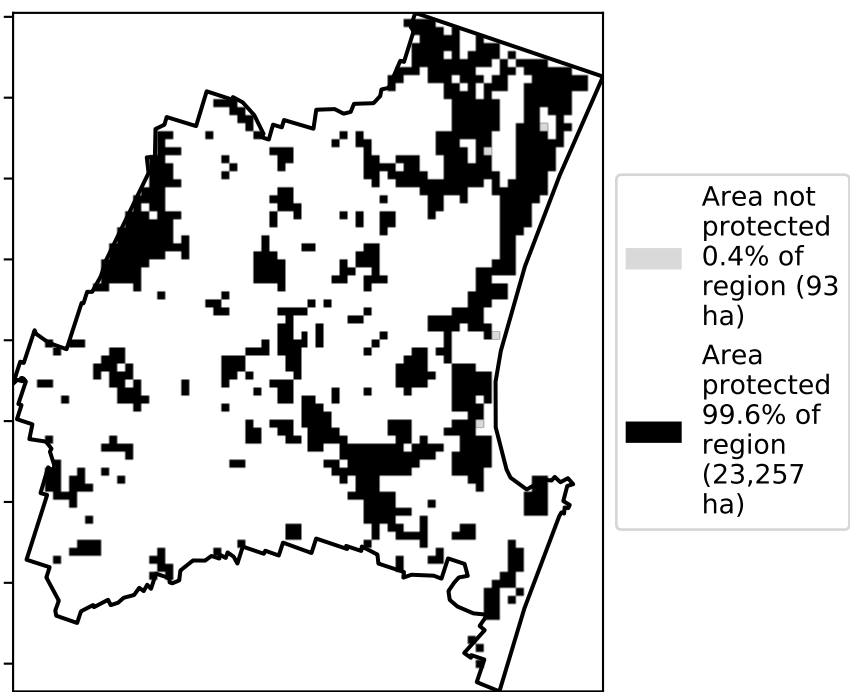 Area not
protected
0.4% of
region (93
ha)
Area
protected
99.6% of
region
(23,257
ha)